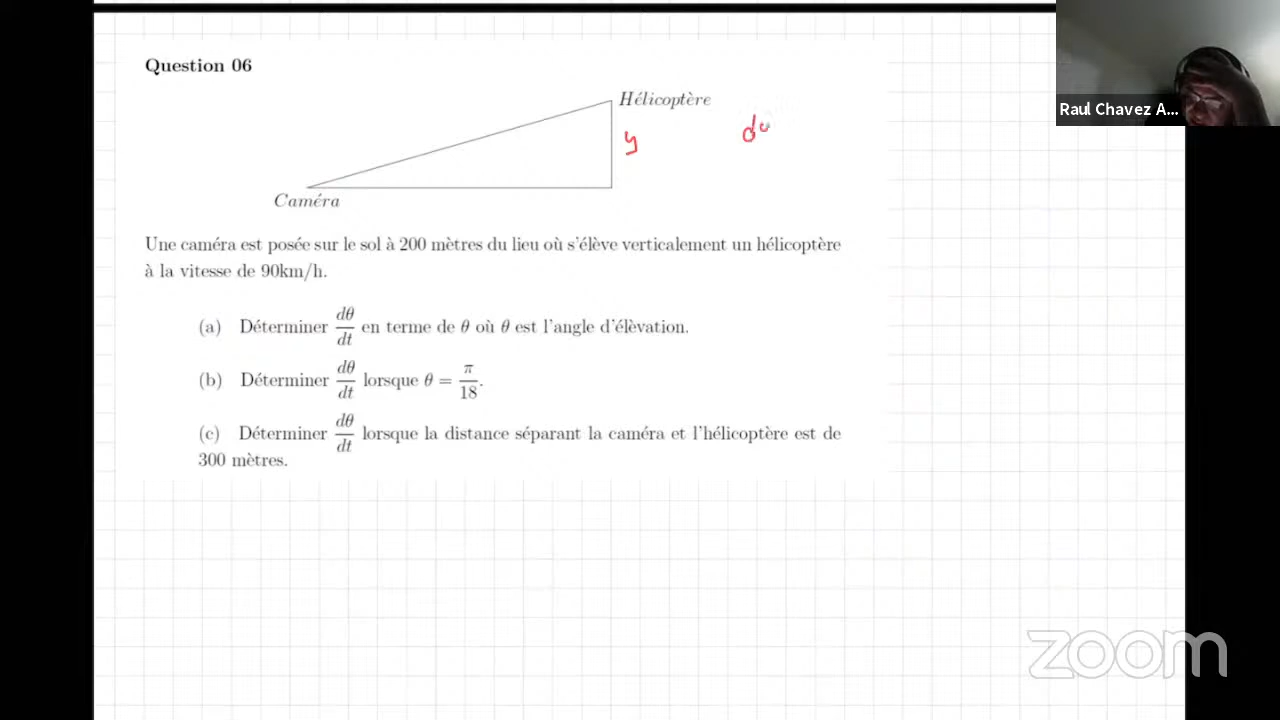 Question 06
Hélicoptère
y
Caméra
Raul Chavez A...
Une caméra est posée sur le sol à 200 mètres du lieu où s'élève verticalement un hélicoptère
à la vitesse de 90km/h.
(a) Déterminer dθ/dt en terme de θ où θ est l'angle d'élèvation.
(b) Déterminer dθ/dt lorsque θ = π/18.
(c) Déterminer dθ/dt lorsque la distance séparant la caméra et l'hélicoptère est de
300 mètres.
zoom